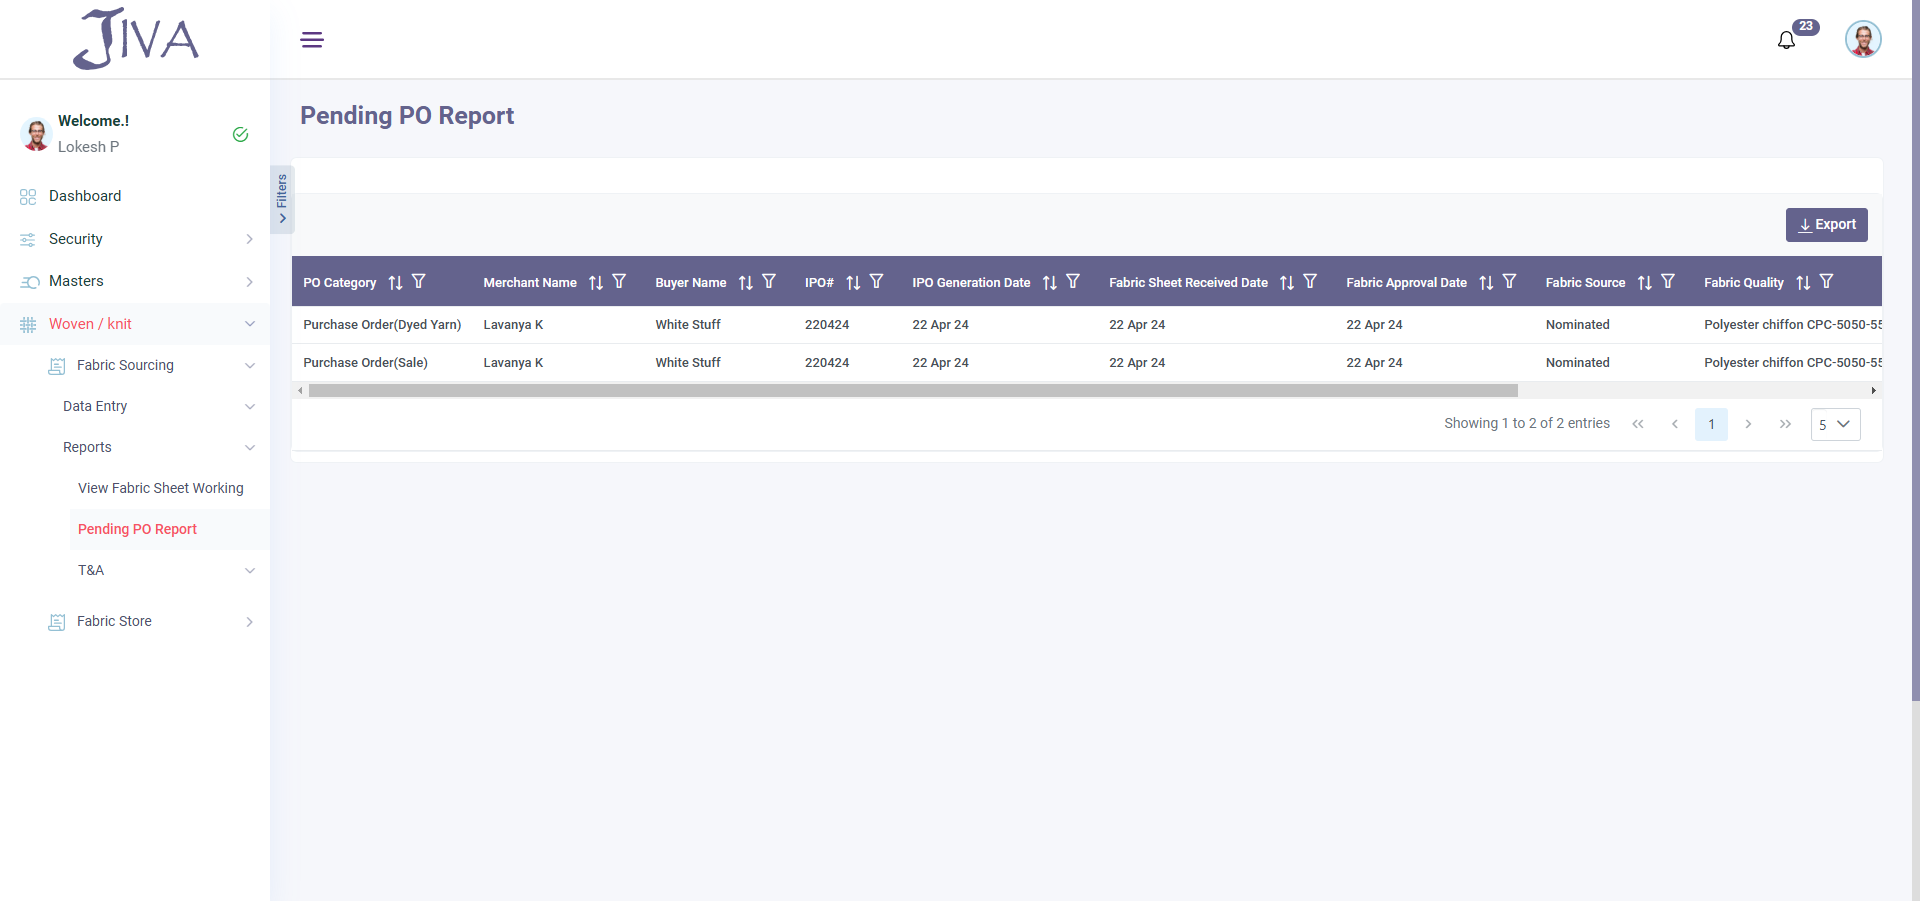 JIVA
23
Welcome.!
Lokesh P
Dashboard
Security
Masters
Woven / knit
Fabric Sourcing
Data Entry
Reports
View Fabric Sheet Working
Pending PO Report
T&A
Fabric Store
Filters
Pending PO Report
Export
PO Category Merchant Name Buyer Name IPO# IPO Generation Date Fabric Sheet Received Date Fabric Approval Date Fabric Source Fabric Quality
Purchase Order(Dyed Yarn) Lavanya K White Stuff 220424 22 Apr 24 22 Apr 24 22 Apr 24 Nominated Polyester chiffon CPC-5050-55
Purchase Order(Sale) Lavanya K White Stuff 220424 22 Apr 24 22 Apr 24 22 Apr 24 Nominated Polyester chiffon CPC-5050-55
Showing 1 to 2 of 2 entries 1 5